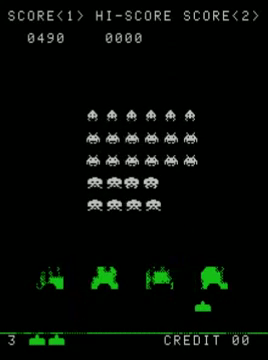 SCORE<1> HI-SCORE SCORE<2>
0490 0000
3 CREDIT 00